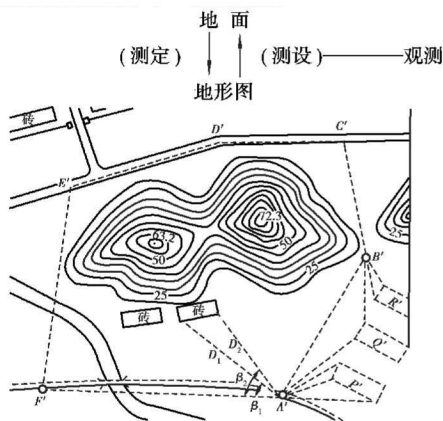 地 面
(测定) (测设) 观测
地形图
砖
D' C'
E'
63.2
72.3
50
50
25
25
25
B'
R'
砖 砖
D₁ D₂
Q'
β₂
P'
β₁
F' A'